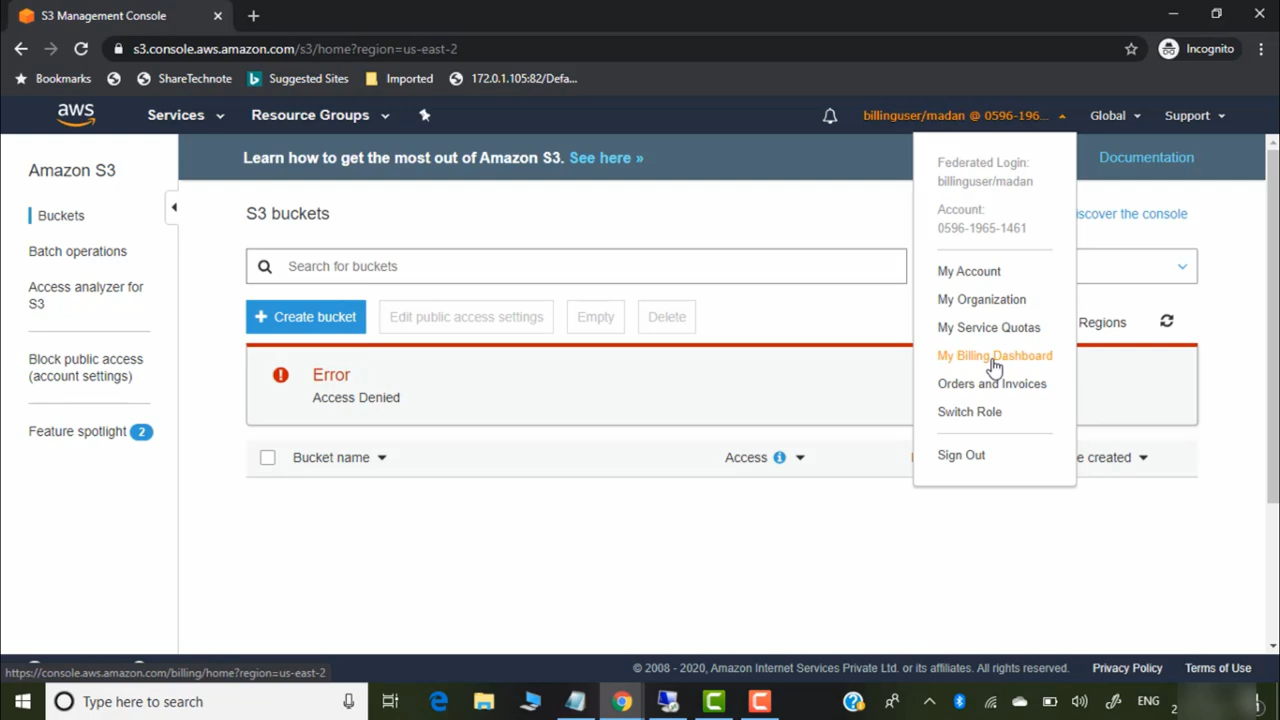 S3 Management Console
s3.console.aws.amazon.com/s3/home?region=us-east-2
Incognito
Bookmarks
ShareTechnote
Suggested Sites
Imported
172.0.1.105:82/Defa...
aws
Services
Resource Groups
billinguser/madan @ 0596-196...
Global
Support
Amazon S3
Buckets
Batch operations
Access analyzer for
S3
Block public access
(account settings)
Feature spotlight 2
Learn how to get the most out of Amazon S3. See here »
Documentation
S3 buckets
iscover the console
Search for buckets
+ Create bucket
Edit public access settings
Empty
Delete
Regions
Error
Access Denied
Bucket name
Access
e created
Federated Login:
billinguser/madan
Account:
0596-1965-1461
My Account
My Organization
My Service Quotas
My Billing Dashboard
Orders and Invoices
Switch Role
Sign Out
https://console.aws.amazon.com/billing/home?region=us-east-2
© 2008 - 2020, Amazon Internet Services Private Ltd. or its affiliates. All rights reserved.
Privacy Policy
Terms of Use
Type here to search
ENG
2